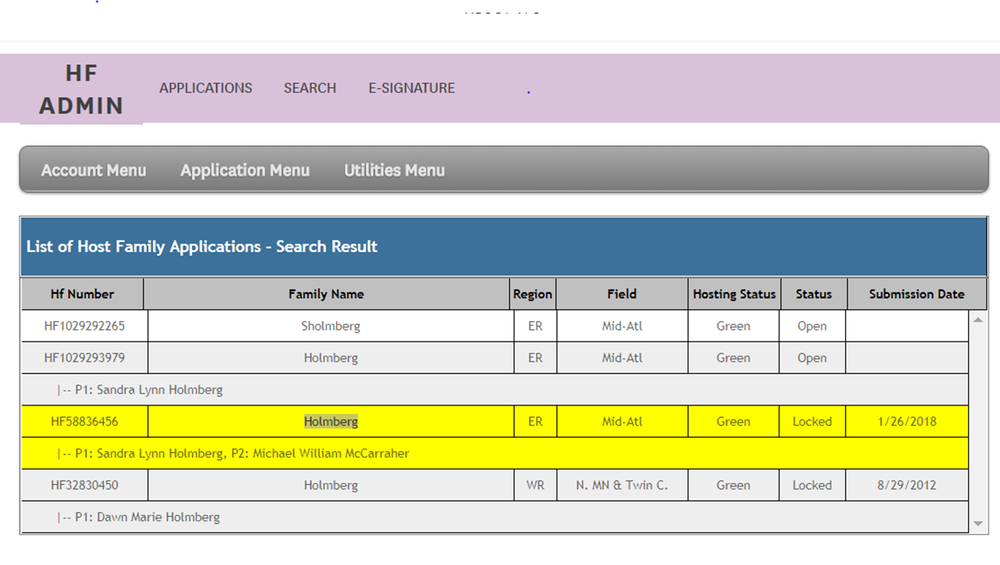 HF
ADMIN
APPLICATIONS SEARCH E-SIGNATURE
Account Menu Application Menu Utilities Menu
List of Host Family Applications - Search Result
Hf Number Family Name Region Field Hosting Status Status Submission Date
HF1029292265 Sholmberg ER Mid-Atl Green Open
HF1029293979 Holmberg ER Mid-Atl Green Open
|-- P1: Sandra Lynn Holmberg
HF58836456 Holmberg ER Mid-Atl Green Locked 1/26/2018
|-- P1: Sandra Lynn Holmberg, P2: Michael William McCarraher
HF32830450 Holmberg WR N. MN & Twin C. Green Locked 8/29/2012
|-- P1: Dawn Marie Holmberg